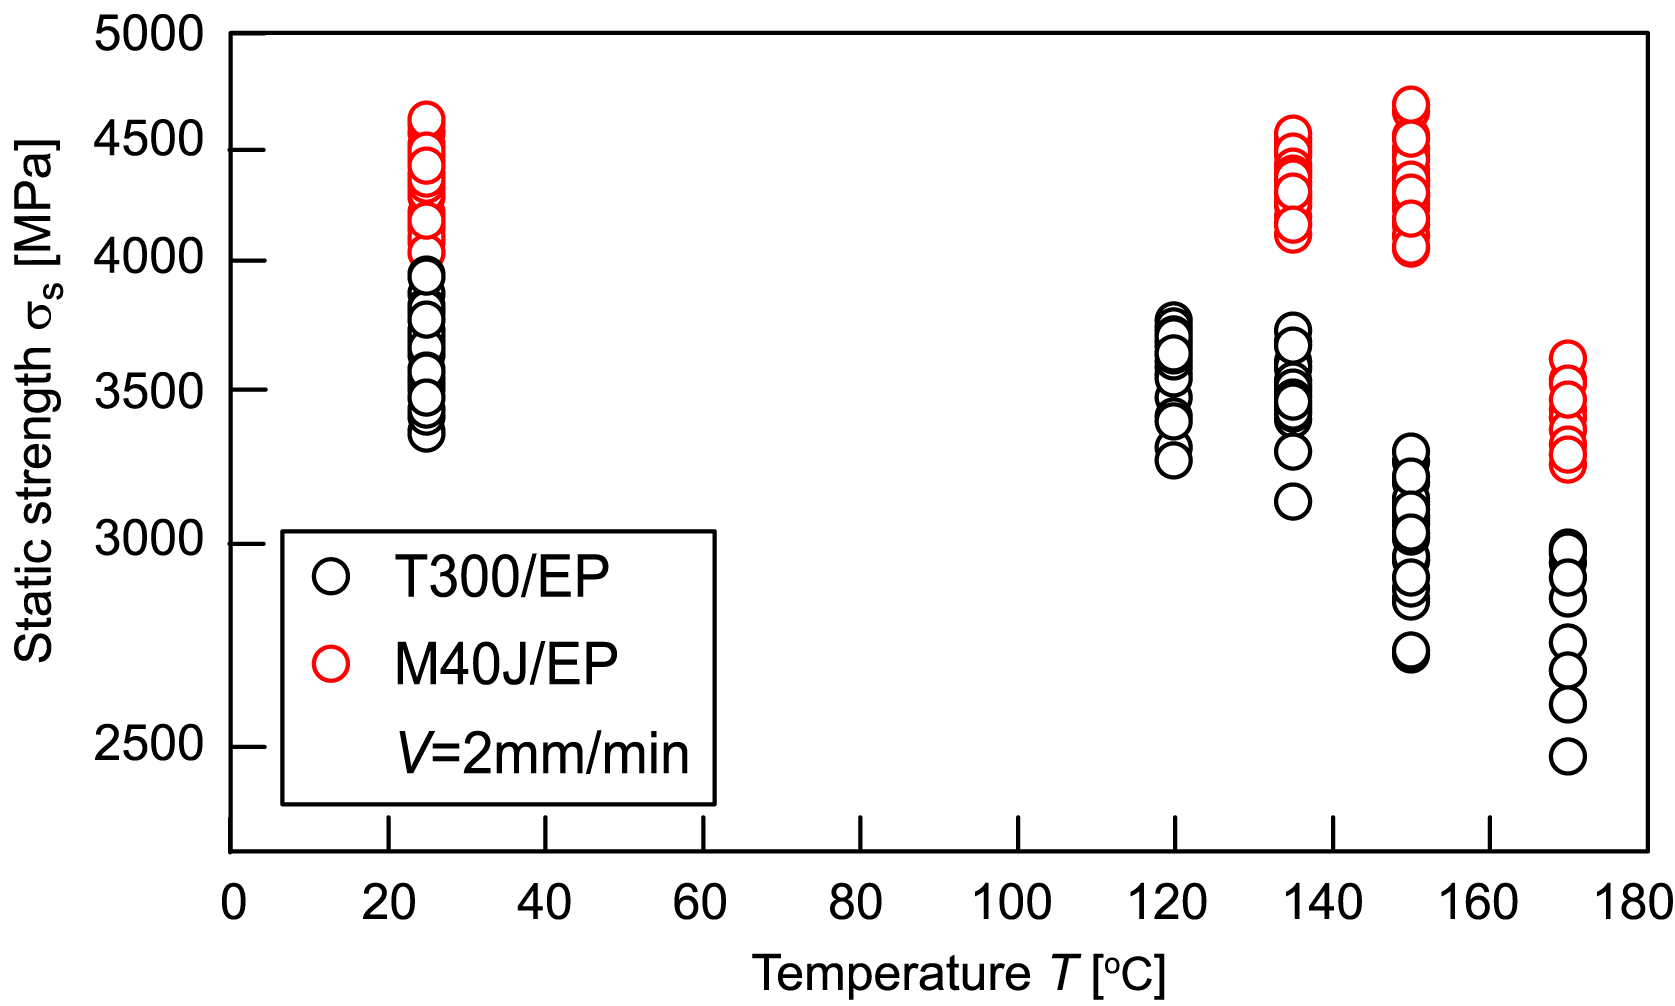 5000
4500
4000
3500
3000
2500
Static strength σs [MPa]
T300/EP
M40J/EP
V=2mm/min
0 20 40 60 80 100 120 140 160 180
Temperature T [oC]